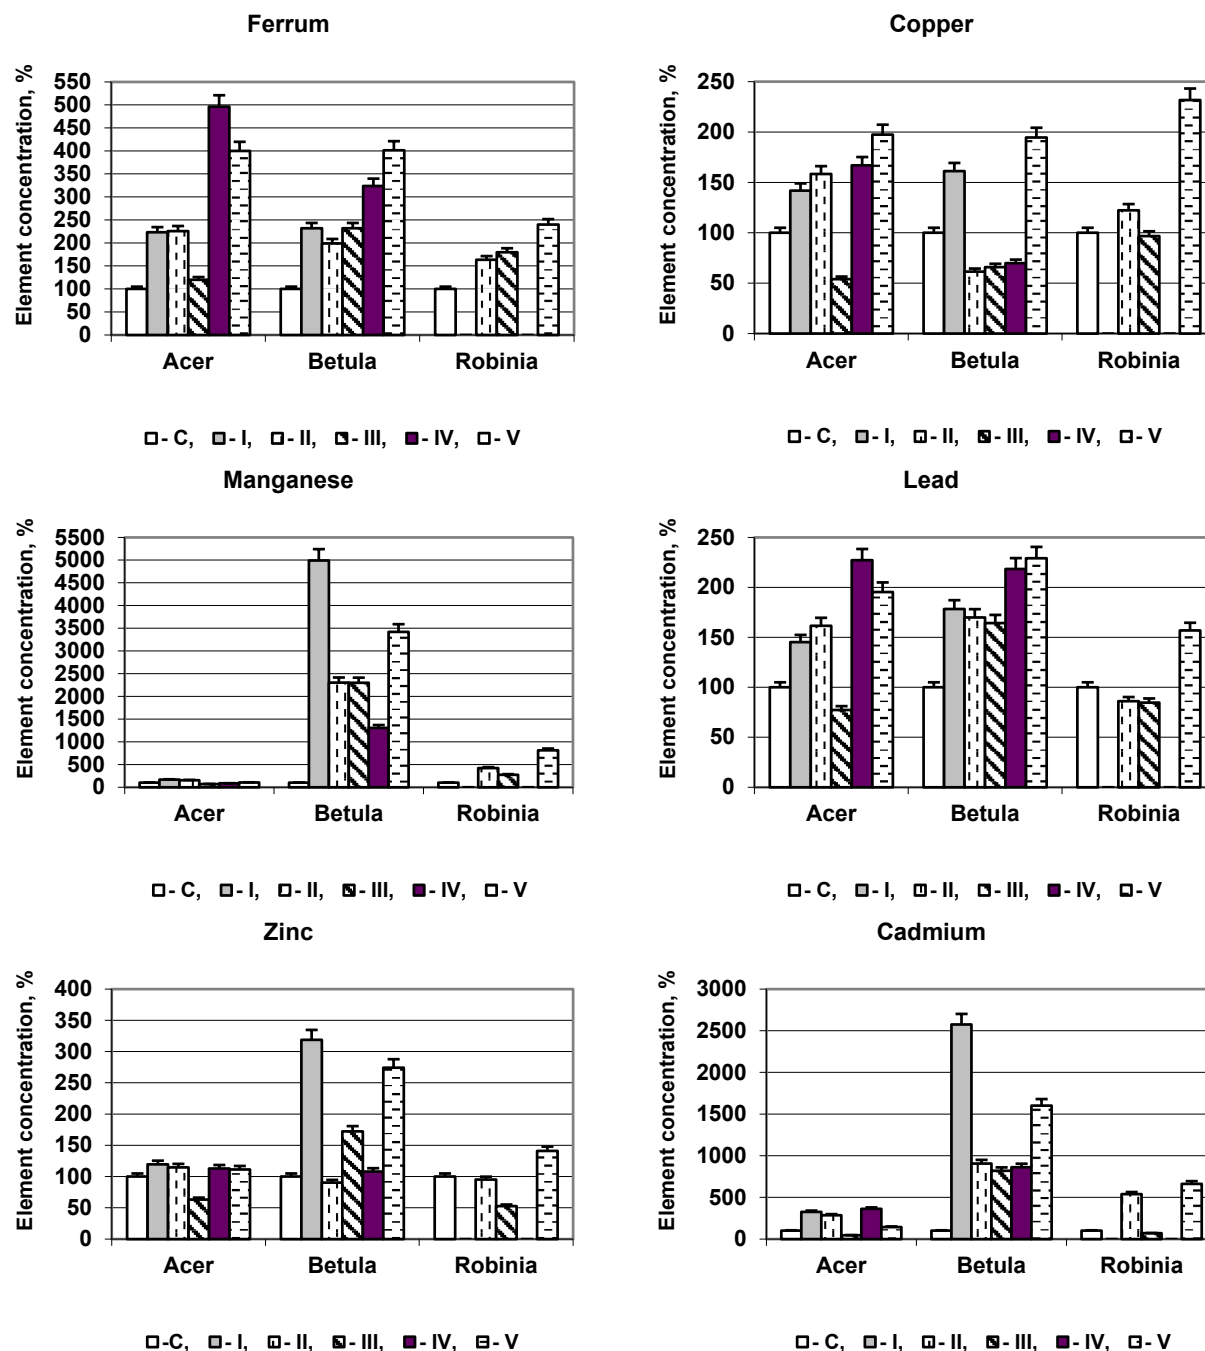 Ferrum
Element concentration, %
550
500
450
400
350
300
250
200
150
100
50
0
Acer Betula Robinia
- C, - I, - II, - III, - IV, - V
Copper
Element concentration, %
250
200
150
100
50
0
Acer Betula Robinia
- C, - I, - II, - III, - IV, - V
Manganese
Element concentration, %
5500
5000
4500
4000
3500
3000
2500
2000
1500
1000
500
0
Acer Betula Robinia
- C, - I, - II, - III, - IV, - V
Lead
Element concentration, %
250
200
150
100
50
0
Acer Betula Robinia
- C, - I, - II, - III, - IV, - V
Zinc
Element concentration, %
400
350
300
250
200
150
100
50
0
Acer Betula Robinia
-C, - I, - II, - III, - IV, - V
Cadmium
Element concentration, %
3000
2500
2000
1500
1000
500
0
Acer Betula Robinia
- C, - I, - II, - III, - IV, - V